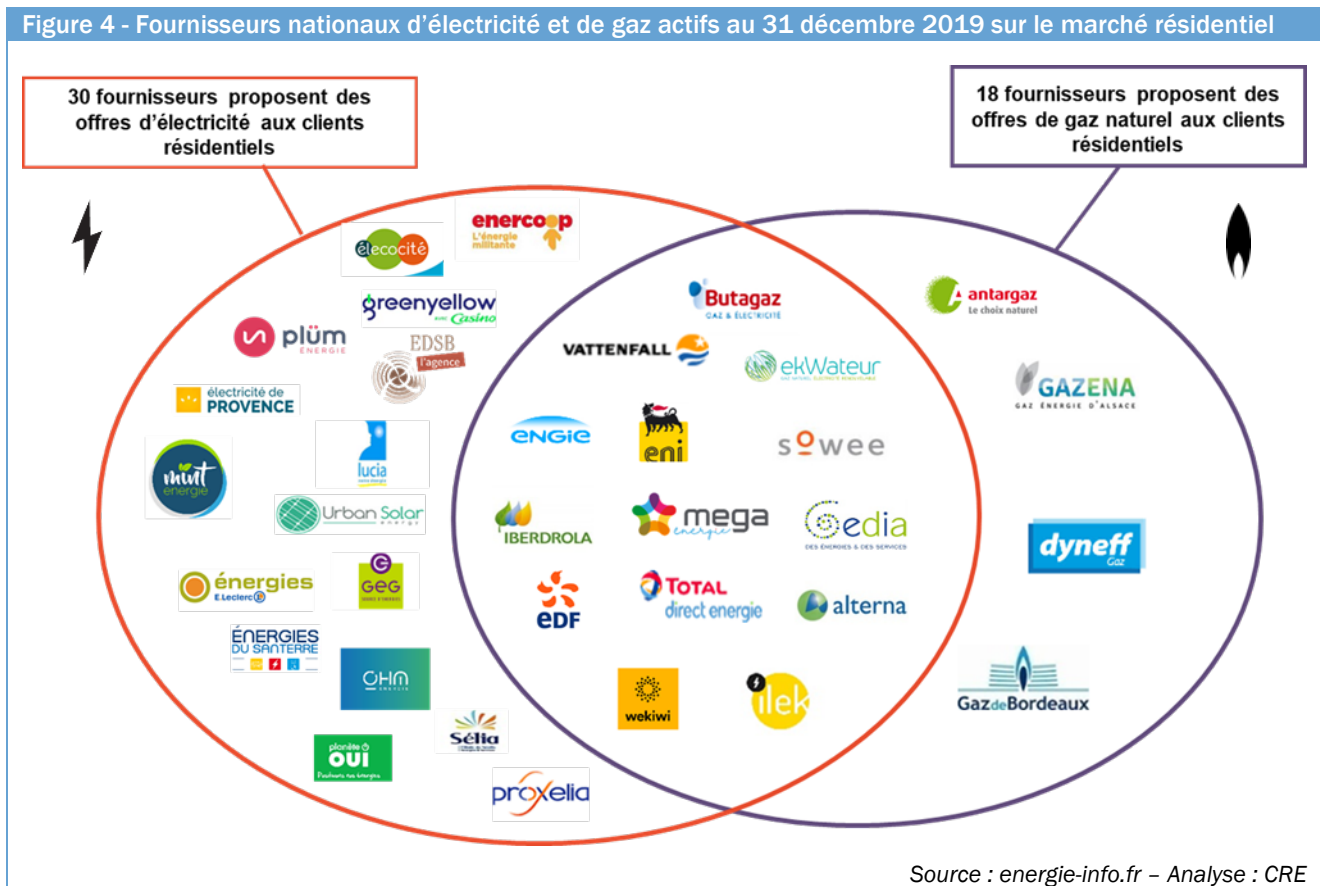 Figure 4 - Fournisseurs nationaux d'électricité et de gaz actifs au 31 décembre 2019 sur le marché résidentiel
30 fournisseurs proposent des
offres d'électricité aux clients
résidentiels
18 fournisseurs proposent des
offres de gaz naturel aux clients
résidentiels
enercoop
L'énergie
militante
élecocité
greenyellow
avec Casino
plüm
ÉNERGIE
EDSB
l'agence
électricité de
PROVENCE
mint
energie
lucia
Urban Solar
energy
énergies
E.Leclerc
GEG
ÉNERGIES
DU SANTERRE
OHM
ENERGIE
Sélia
planète
OUI
proxelia
Butagaz
GAZ & ÉLECTRICITÉ
VATTENFALL
ekWateur
ENGIE
eni
sowee
IBERDROLA
mega
énergie
Gedia
DES ÉNERGIES & DES SERVICES
eDF
TOTAL
direct energie
alterna
wekiwi
ilek
antargaz
Le choix naturel
GAZENA
GAZ ÉNERGIE D'ALSACE
dyneff
Gaz
Gaz de Bordeaux
Source : energie-info.fr – Analyse : CRE